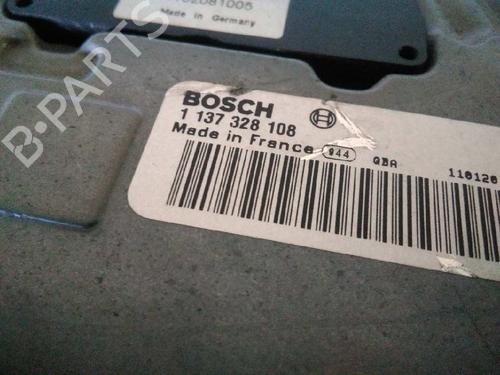 Made in Germany
B-PARTS
BOSCH
1 137 328 108
Made in France 944 QBA 110126